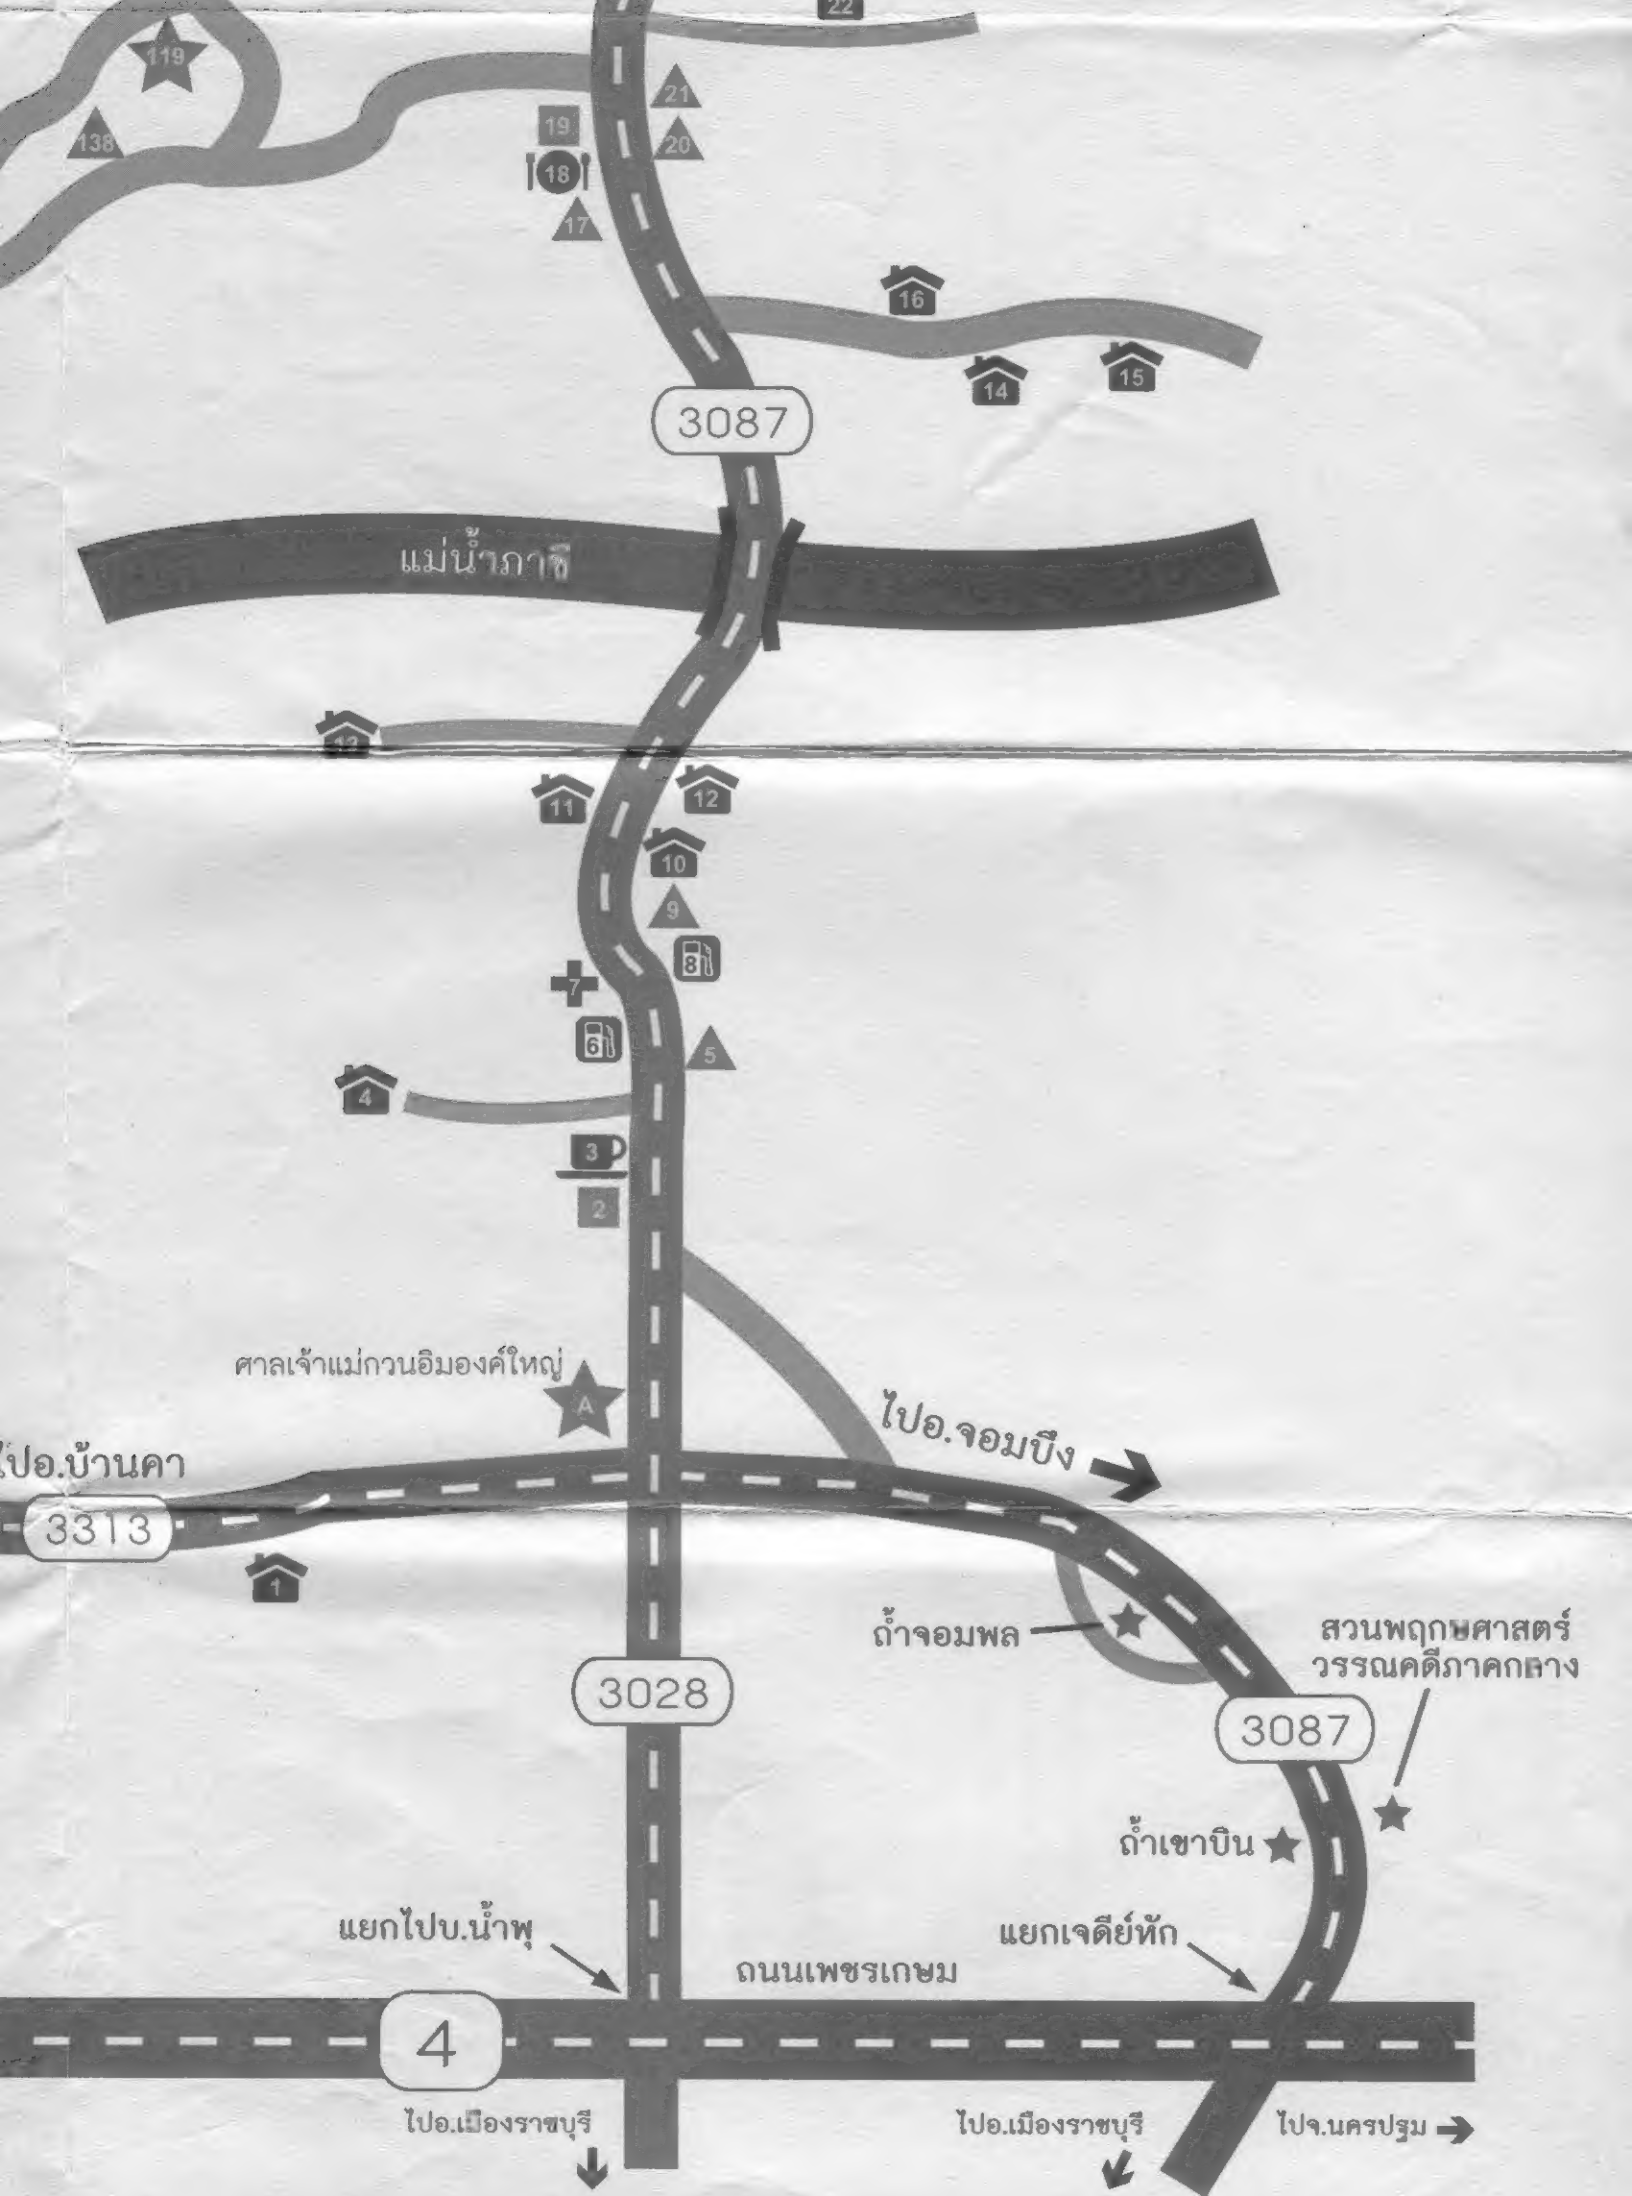 22
119
21
138
19
20
18
17
16
15
14
3087
แม่น้ำภาชี
12
11
10
9
8
7
6
5
4
3
2
ศาลเจ้าแม่กวนอิมองค์ใหญ่
A
ไปอ.จอมบึง
ไปอ.บ้านคา
3313
1
ถ้ำจอมพล
สวนพฤกษศาสตร์
วรรณคดีภาคกลาง
3028
3087
ถ้ำเขาบิน
แยกไปบ.น้ำพุ
แยกเจดีย์หัก
ถนนเพชรเกษม
4
ไปอ.เมืองราชบุรี
ไปอ.เมืองราชบุรี
ไปจ.นครปฐม